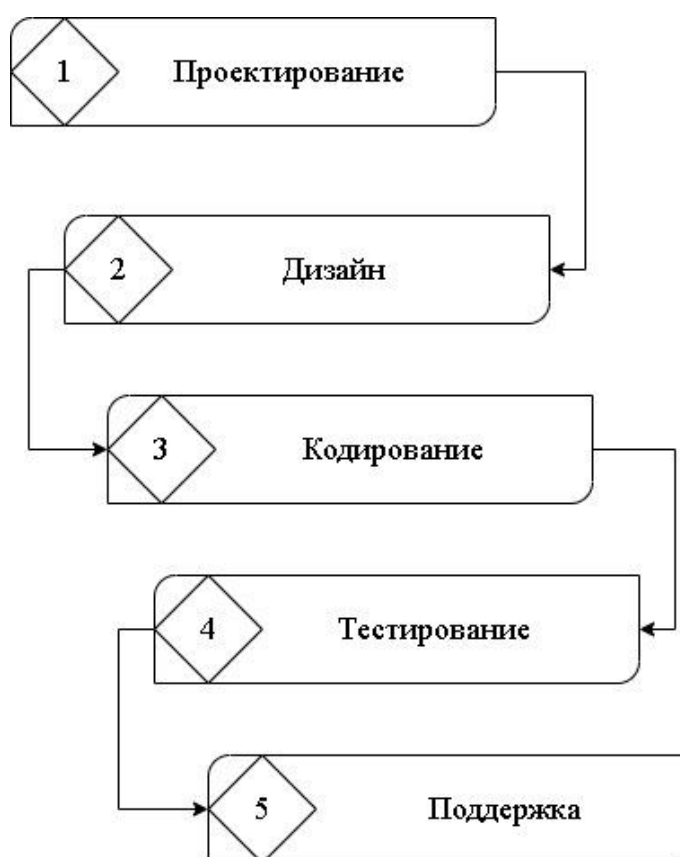 1 Проектирование
2 Дизайн
3 Кодирование
4 Тестирование
5 Поддержка